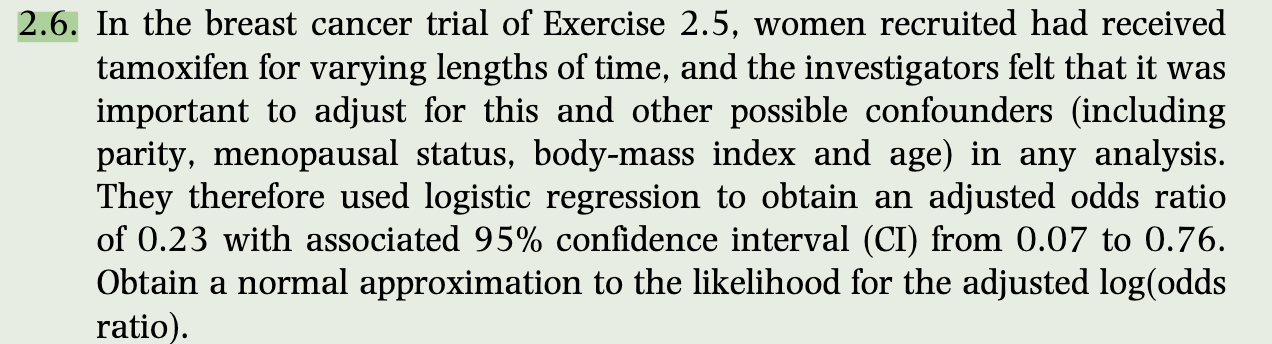 2.6. In the breast cancer trial of Exercise 2.5, women recruited had received
tamoxifen for varying lengths of time, and the investigators felt that it was
important to adjust for this and other possible confounders (including
parity, menopausal status, body-mass index and age) in any analysis.
They therefore used logistic regression to obtain an adjusted odds ratio
of 0.23 with associated 95% confidence interval (CI) from 0.07 to 0.76.
Obtain a normal approximation to the likelihood for the adjusted log(odds
ratio).